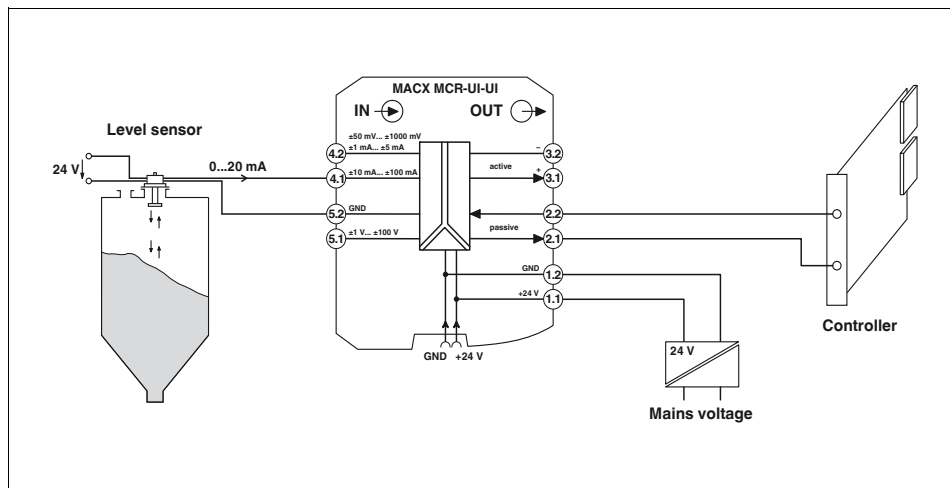 MACX MCR-UI-UI
IN
OUT
Level sensor
24 V
0...20 mA
±50 mV... ±1000 mV
±1 mA... ±5 mA
4.2
±10 mA... ±100 mA
4.1
GND
5.2
±1 V... ±100 V
5.1
–
3.2
active
+
3.1
2.2
passive
2.1
GND
1.2
+24 V
1.1
GND +24 V
Controller
24 V
Mains voltage